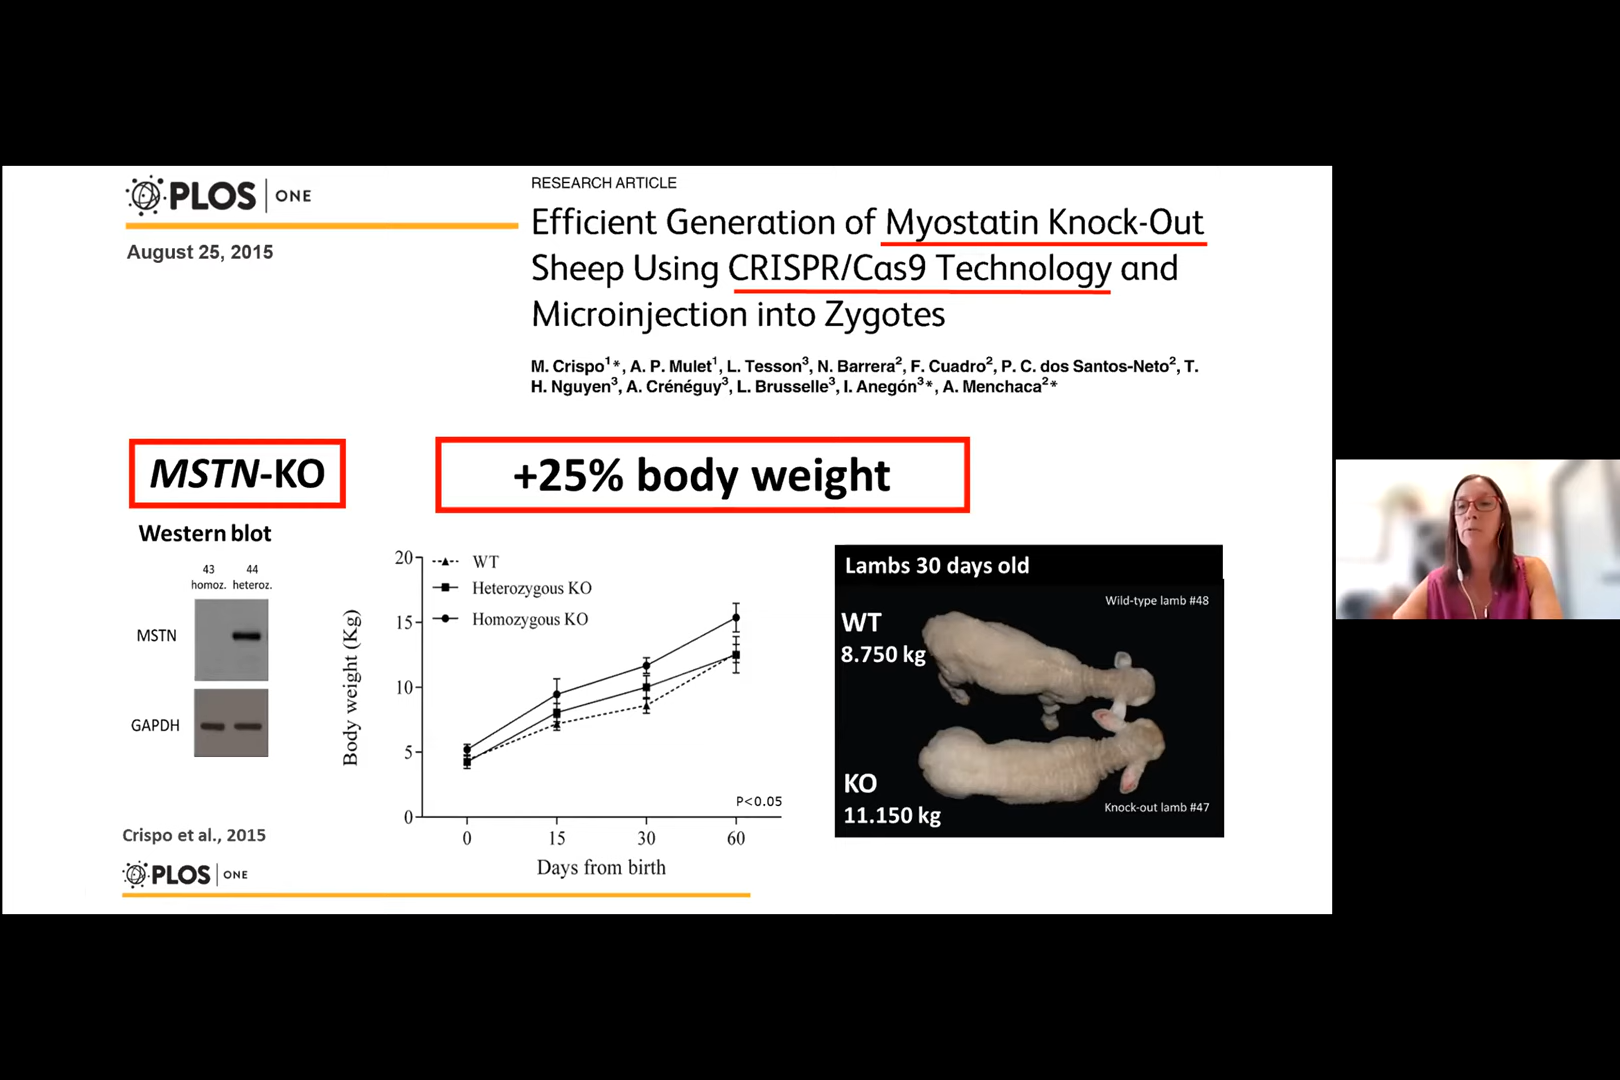 PLOS ONE
August 25, 2015
RESEARCH ARTICLE
Efficient Generation of Myostatin Knock-Out
Sheep Using CRISPR/Cas9 Technology and
Microinjection into Zygotes
M. Crispo1*, A. P. Mulet1, L. Tesson3, N. Barrera2, F. Cuadro2, P. C. dos Santos-Neto2, T.
H. Nguyen3, A. Crénéguy3, L. Brusselle3, I. Anegón3*, A. Menchaca2*
MSTN-KO
+25% body weight
Western blot
43 44
homoz. heteroz.
MSTN
GAPDH
Crispo et al., 2015
PLOS ONE
WT
Heterozygous KO
Homozygous KO
Body weight (Kg)
20
15
10
5
0
P<0.05
0 15 30 60
Days from birth
Lambs 30 days old
Wild-type lamb #48
WT
8.750 kg
KO
11.150 kg
Knock-out lamb #47